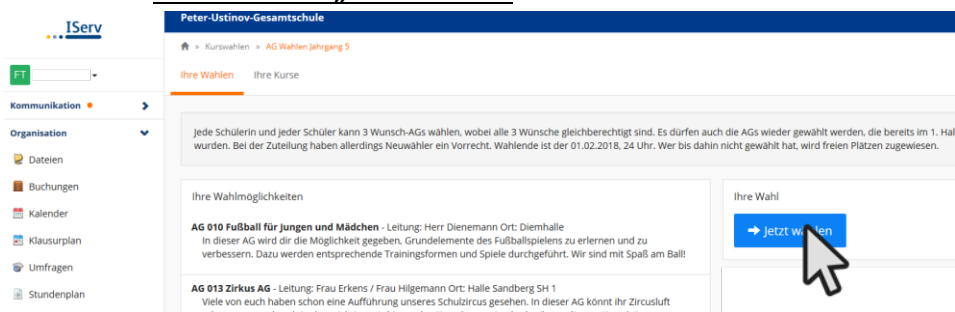 IServ
Peter-Ustinov-Gesamtschule
» Kurswahlen » AG Wahlen Jahrgang 5
FT
Ihre Wahlen Ihre Kurse
Kommunikation
Organisation
Jede Schülerin und jeder Schüler kann 3 Wunsch-AGs wählen, wobei alle 3 Wünsche gleichberechtigt sind. Es dürfen auch die AGs wieder gewählt werden, die bereits im 1. Hal
wurden. Bei der Zuteilung haben allerdings Neuwähler ein Vorrecht. Wahlende ist der 01.02.2018, 24 Uhr. Wer bis dahin nicht gewählt hat, wird freien Plätzen zugewiesen.
Dateien
Buchungen
Kalender
Klausurplan
Umfragen
Stundenplan
Ihre Wahlmöglichkeiten
AG 010 Fußball für Jungen und Mädchen - Leitung: Herr Dienemann Ort: Diemhalle
In dieser AG wird dir die Möglichkeit gegeben, Grundelemente des Fußballspielens zu erlernen und zu
verbessern. Dazu werden entsprechende Trainingsformen und Spiele durchgeführt. Wir sind mit Spaß am Ball!
AG 013 Zirkus AG - Leitung: Frau Erkens / Frau Hilgemann Ort: Halle Sandberg SH 1
Viele von euch haben schon eine Aufführung unseres Schulzircus gesehen. In dieser AG könnt ihr Zircusluft
Ihre Wahl
Jetzt wählen